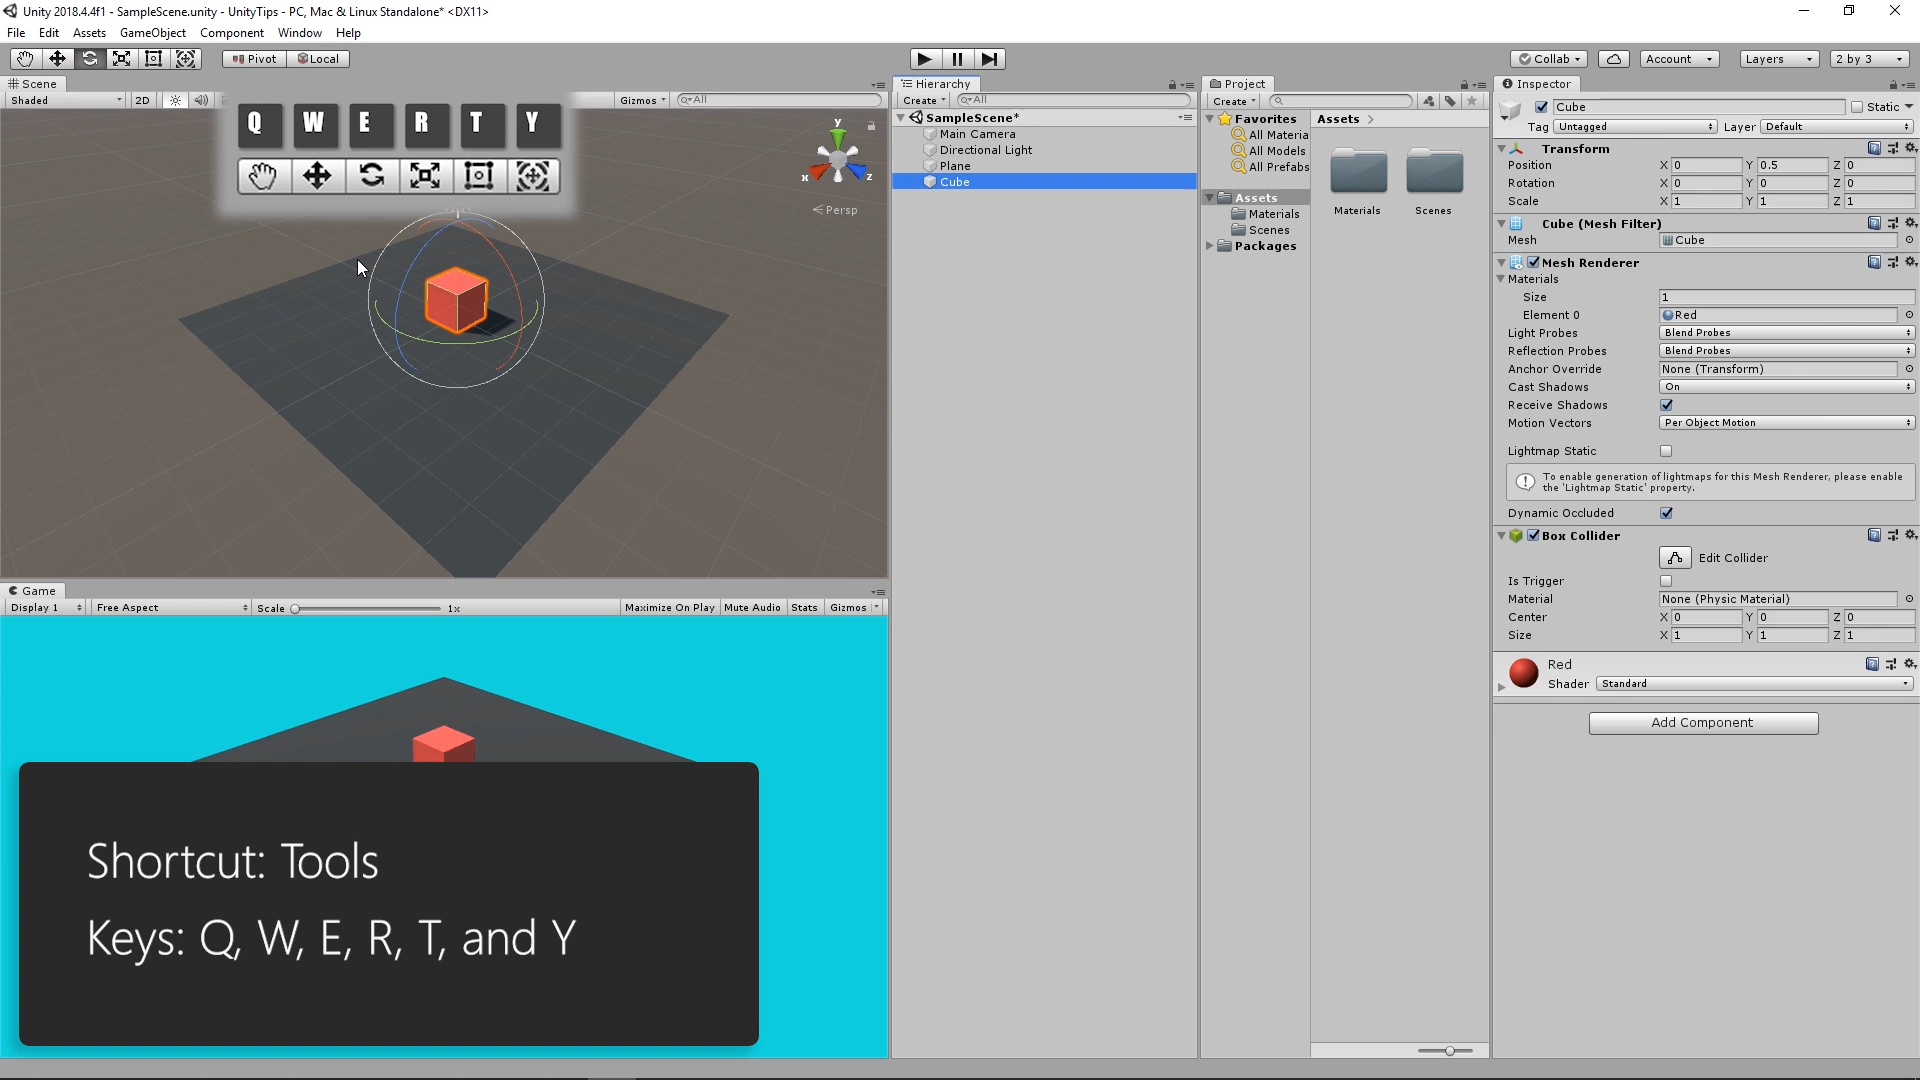 Unity 2018.4.4f1 - SampleScene.unity - UnityTips - PC, Mac & Linux Standalone* <DX11>
File Edit Assets GameObject Component Window Help
Pivot Local
Collab Account Layers 2 by 3
Scene
Shaded 2D Gizmos All
Q W E R T Y
y
x z
Persp
Game
Display 1 Free Aspect Scale 1x Maximize On Play Mute Audio Stats Gizmos
Shortcut: Tools
Keys: Q, W, E, R, T, and Y
Hierarchy
Create All
SampleScene*
Main Camera
Directional Light
Plane
Cube
Project
Create
Favorites
All Materia
All Models
All Prefabs
Assets
Materials
Scenes
Packages
Assets >
Materials Scenes
Inspector
Cube Static
Tag Untagged Layer Default
Transform
Position X 0 Y 0.5 Z 0
Rotation X 0 Y 0 Z 0
Scale X 1 Y 1 Z 1
Cube (Mesh Filter)
Mesh Cube
Mesh Renderer
Materials
Size 1
Element 0 Red
Light Probes Blend Probes
Reflection Probes Blend Probes
Anchor Override None (Transform)
Cast Shadows On
Receive Shadows
Motion Vectors Per Object Motion
Lightmap Static
To enable generation of lightmaps for this Mesh Renderer, please enable
the 'Lightmap Static' property.
Dynamic Occluded
Box Collider
Edit Collider
Is Trigger
Material None (Physic Material)
Center X 0 Y 0 Z 0
Size X 1 Y 1 Z 1
Red
Shader Standard
Add Component